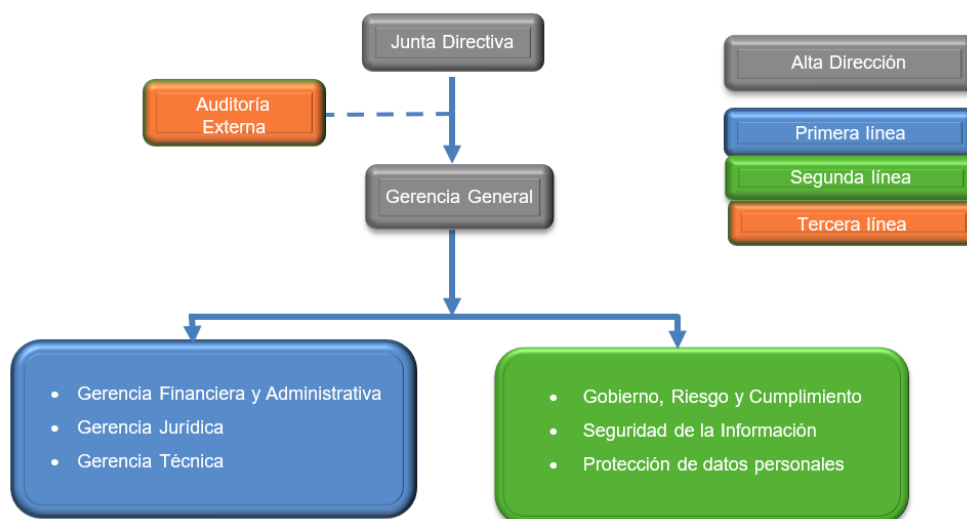 Junta Directiva
Alta Dirección
Auditoría
Externa
Primera línea
Segunda línea
Gerencia General
Tercera línea
• Gerencia Financiera y Administrativa
• Gerencia Jurídica
• Gerencia Técnica
• Gobierno, Riesgo y Cumplimiento
• Seguridad de la Información
• Protección de datos personales